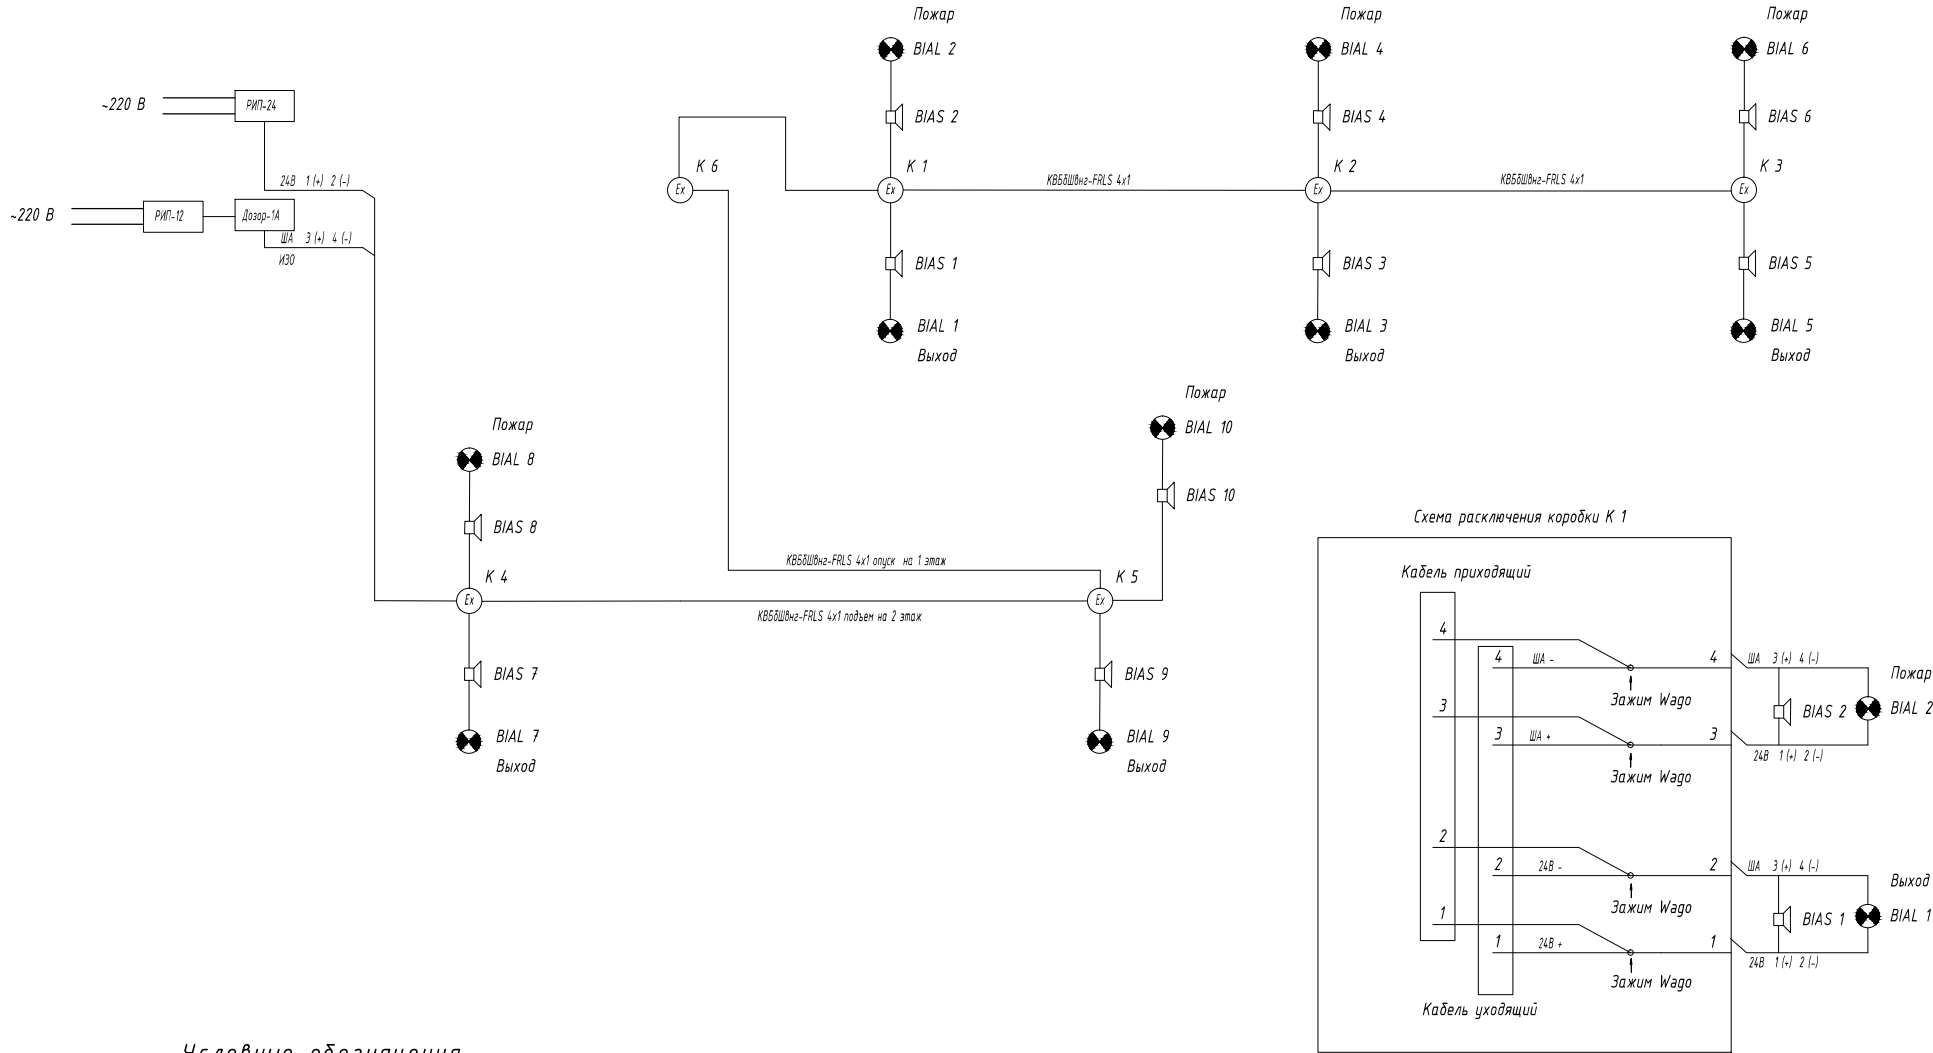 Пожар
BIAL 2
BIAS 2
К 1
BIAS 1
BIAL 1
Выход
Пожар
BIAL 4
BIAS 4
К 2
BIAS 3
BIAL 3
Выход
Пожар
BIAL 6
BIAS 6
К 3
BIAS 5
BIAL 5
Выход
~220 В
РИП-24
24В 1 (+) 2 (-)
~220 В
РИП-12
Дозор-1А
ША 3 (+) 4 (-)
ИЗО
К 6
Ex
Ex
КВБбШвнг-FRLS 4х1
Ex
КВБбШвнг-FRLS 4х1
Ex
Пожар
BIAL 8
BIAS 8
К 4
Ex
BIAS 7
BIAL 7
Выход
КВБбШвнг-FRLS 4х1 опуск на 1 этаж
КВБбШвнг-FRLS 4х1 подъем на 2 этаж
Пожар
BIAL 10
BIAS 10
К 5
Ex
BIAS 9
BIAL 9
Выход
Схема расключения коробки К 1
Кабель приходящий
4
4 ША - 4 ША 3 (+) 4 (-)
Зажим Wago
Пожар
BIAS 2 BIAL 2
3
3 ША + 3
24В 1 (+) 2 (-)
Зажим Wago
2
2 24В - 2 ША 3 (+) 4 (-)
Зажим Wago
Выход
BIAS 1 BIAL 1
1
1 24В + 1
24В 1 (+) 2 (-)
Зажим Wago
Кабель уходящий
Условные обозначения